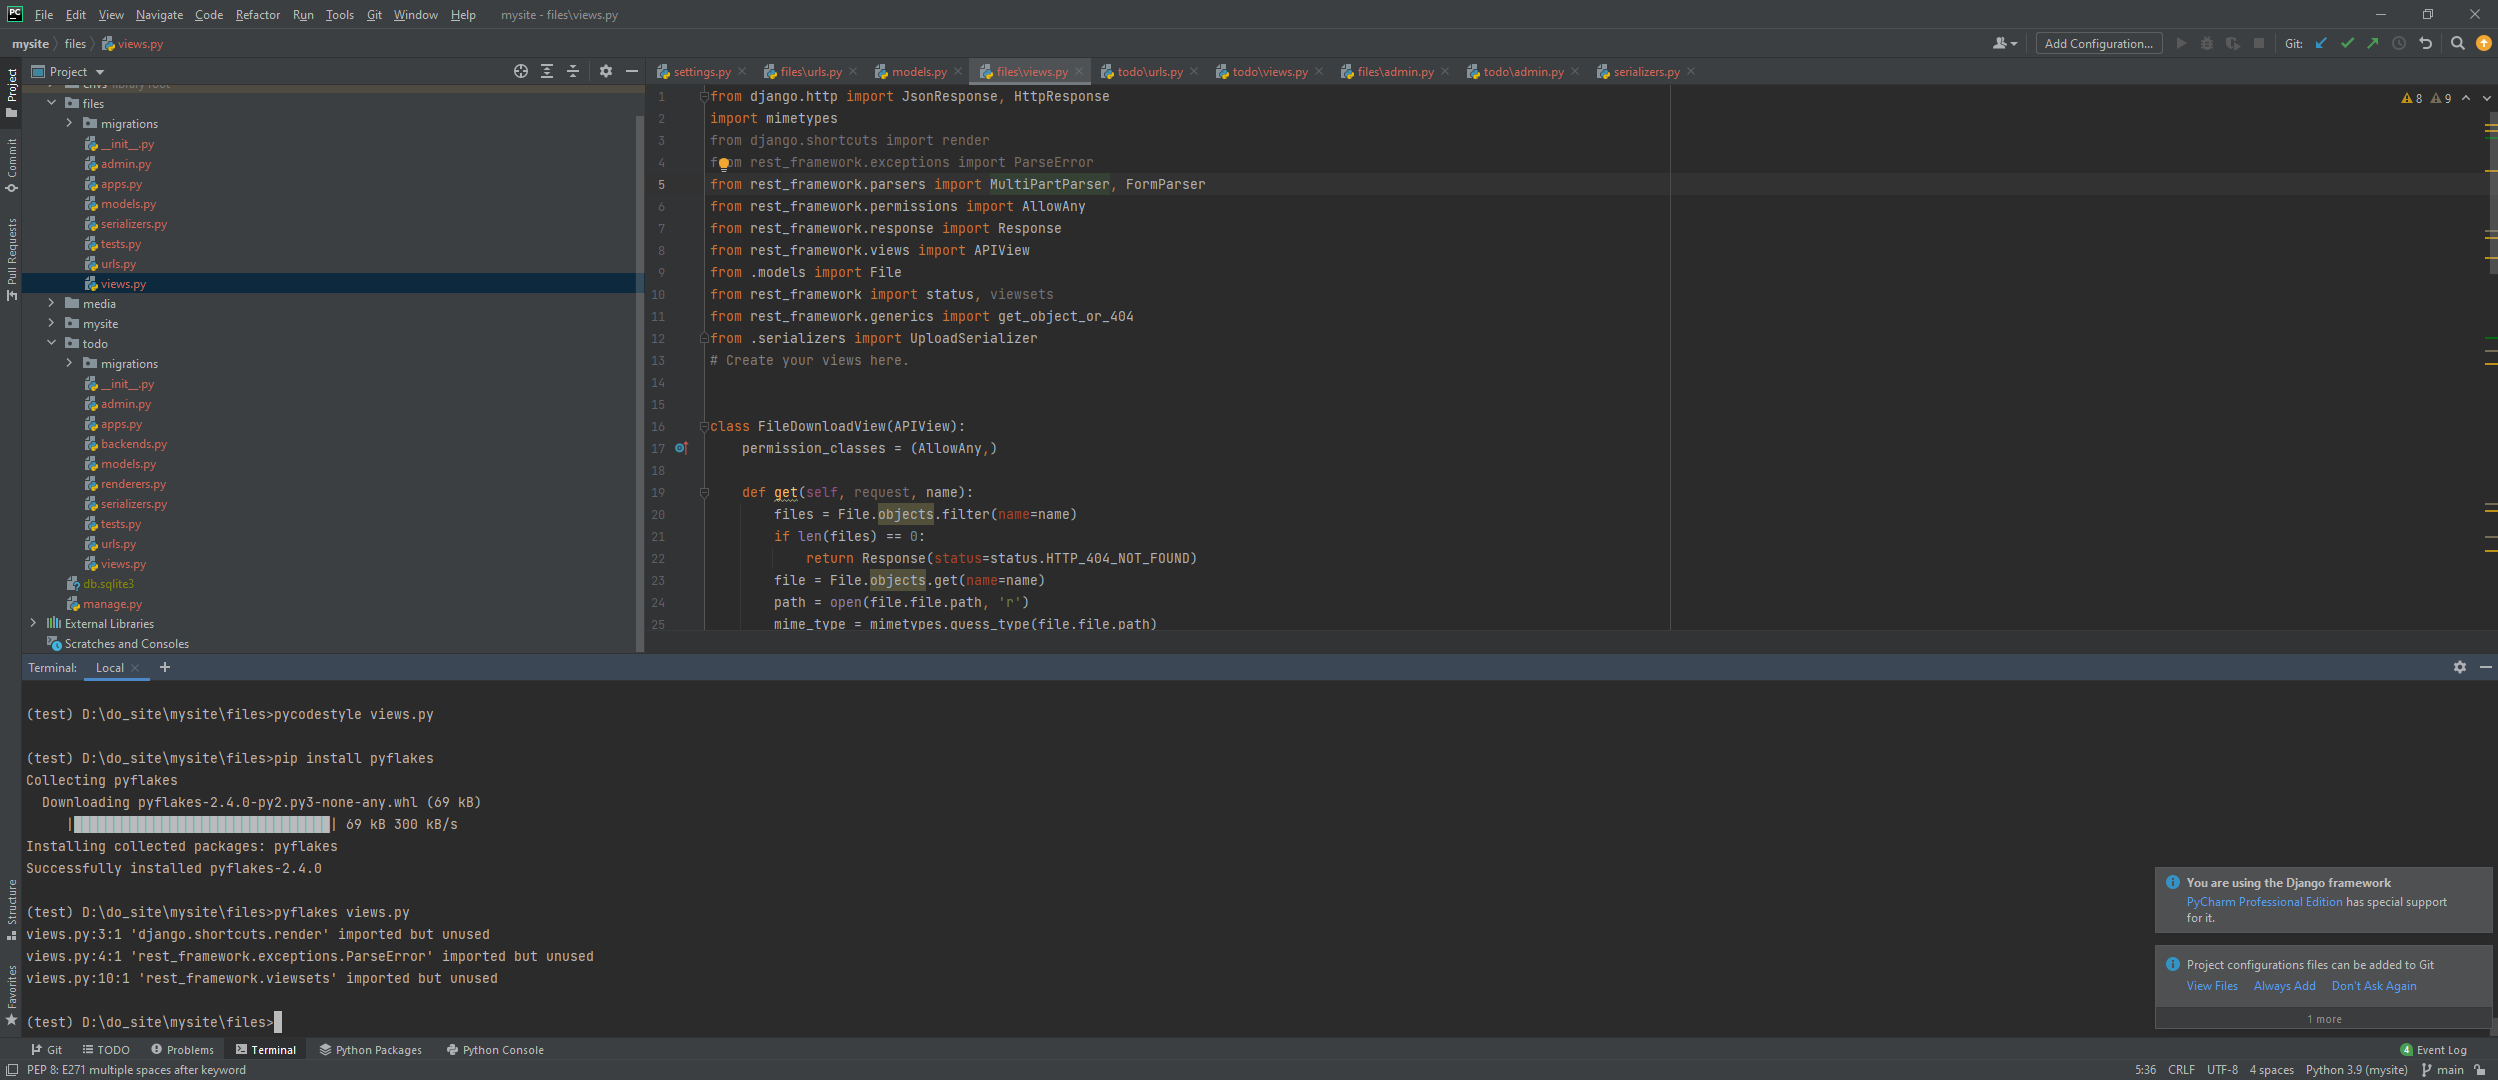 PC File Edit View Navigate Code Refactor Run Tools Git Window Help mysite - files\views.py
mysite files views.py Add Configuration... Git:
Project
settings.py files\urls.py models.py files\views.py todo\urls.py todo\views.py files\admin.py todo\admin.py serializers.py
envs library root
files
migrations
__init__.py
admin.py
apps.py
models.py
serializers.py
tests.py
urls.py
views.py
media
mysite
todo
migrations
__init__.py
admin.py
apps.py
backends.py
models.py
renderers.py
serializers.py
tests.py
urls.py
views.py
db.sqlite3
manage.py
External Libraries
Scratches and Consoles
Project
Commit
Pull Requests
Structure
Favorites
8 9
1 from django.http import JsonResponse, HttpResponse
2 import mimetypes
3 from django.shortcuts import render
4 from rest_framework.exceptions import ParseError
5 from rest_framework.parsers import MultiPartParser, FormParser
6 from rest_framework.permissions import AllowAny
7 from rest_framework.response import Response
8 from rest_framework.views import APIView
9 from .models import File
10 from rest_framework import status, viewsets
11 from rest_framework.generics import get_object_or_404
12 from .serializers import UploadSerializer
13 # Create your views here.
14
15
16 class FileDownloadView(APIView):
17 permission_classes = (AllowAny,)
18
19 def get(self, request, name):
20 files = File.objects.filter(name=name)
21 if len(files) == 0:
22 return Response(status=status.HTTP_404_NOT_FOUND)
23 file = File.objects.get(name=name)
24 path = open(file.file.path, 'r')
25 mime_type = mimetypes.guess_type(file.file.path)
Terminal: Local
(test) D:\do_site\mysite\files>pycodestyle views.py
(test) D:\do_site\mysite\files>pip install pyflakes
Collecting pyflakes
Downloading pyflakes-2.4.0-py2.py3-none-any.whl (69 kB)
|████████████████████████████████| 69 kB 300 kB/s
Installing collected packages: pyflakes
Successfully installed pyflakes-2.4.0
(test) D:\do_site\mysite\files>pyflakes views.py
views.py:3:1 'django.shortcuts.render' imported but unused
views.py:4:1 'rest_framework.exceptions.ParseError' imported but unused
views.py:10:1 'rest_framework.viewsets' imported but unused
(test) D:\do_site\mysite\files>
You are using the Django framework
PyCharm Professional Edition has special support
for it.
Project configurations files can be added to Git
View Files Always Add Don't Ask Again
1 more
Git TODO Problems Terminal Python Packages Python Console 4 Event Log
PEP 8: E271 multiple spaces after keyword 5:36 CRLF UTF-8 4 spaces Python 3.9 (mysite) main